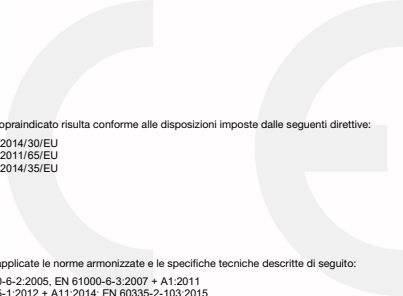 opraindicato risulta conforme alle disposizioni imposte dalle seguenti direttive:
2014/30/EU
2011/65/EU
2014/35/EU
applicate le norme armonizzate e le specifiche tecniche descritte di seguito:
0-6-2:2005, EN 61000-6-3:2007 + A1:2011
5-1:2012 + A11:2014; EN 60335-2-103:2015